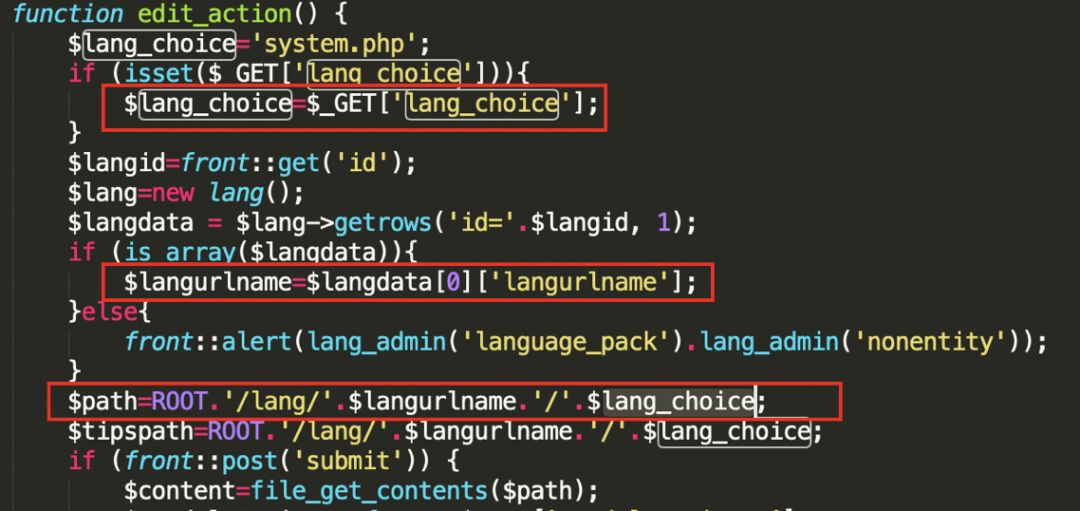 function edit_action() {
$lang_choice='system.php';
if (isset($_GET['lang_choice'])){
$lang_choice=$_GET['lang_choice'];
}
$langid=front::get('id');
$lang=new lang();
$langdata = $lang->getrows('id='.$langid, 1);
if (is_array($langdata)){
$langurlname=$langdata[0]['langurlname'];
}else{
front::alert(lang_admin('language_pack').lang_admin('nonentity'));
}
$path=ROOT.'/lang/'.$langurlname.'/'.$lang_choice;
$tipspath=ROOT.'/lang/'.$langurlname.'/'.$lang_choice;
if (front::post('submit')) {
$content=file_get_contents($path);